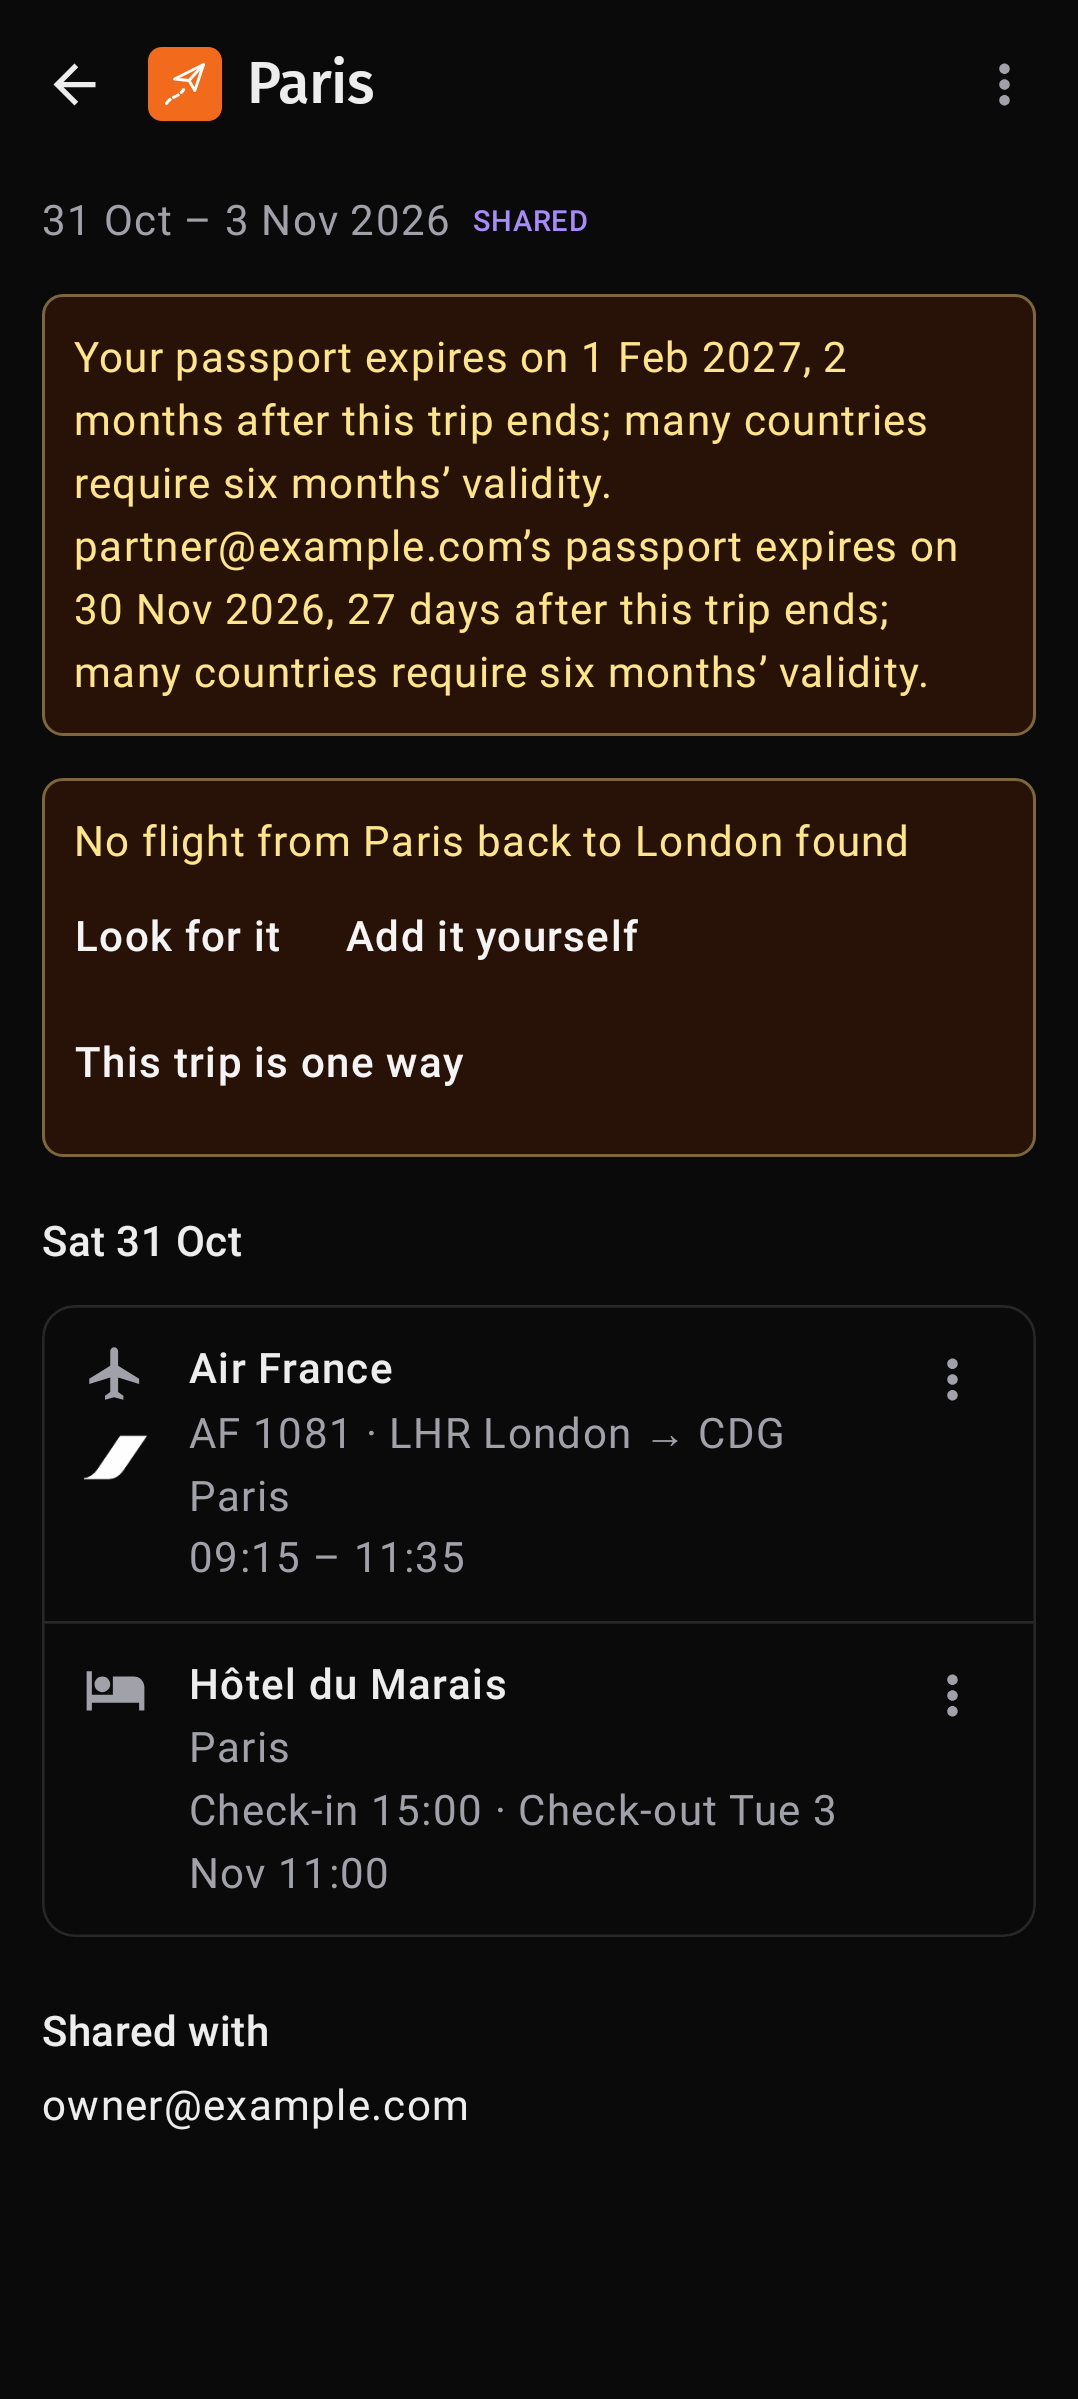 Paris
31 Oct – 3 Nov 2026 SHARED
Your passport expires on 1 Feb 2027, 2
months after this trip ends; many countries
require six months’ validity.
partner@example.com’s passport expires on
30 Nov 2026, 27 days after this trip ends;
many countries require six months’ validity.
No flight from Paris back to London found
Look for it Add it yourself
This trip is one way
Sat 31 Oct
Air France
AF 1081 · LHR London → CDG
Paris
09:15 – 11:35
Hôtel du Marais
Paris
Check-in 15:00 · Check-out Tue 3
Nov 11:00
Shared with
owner@example.com